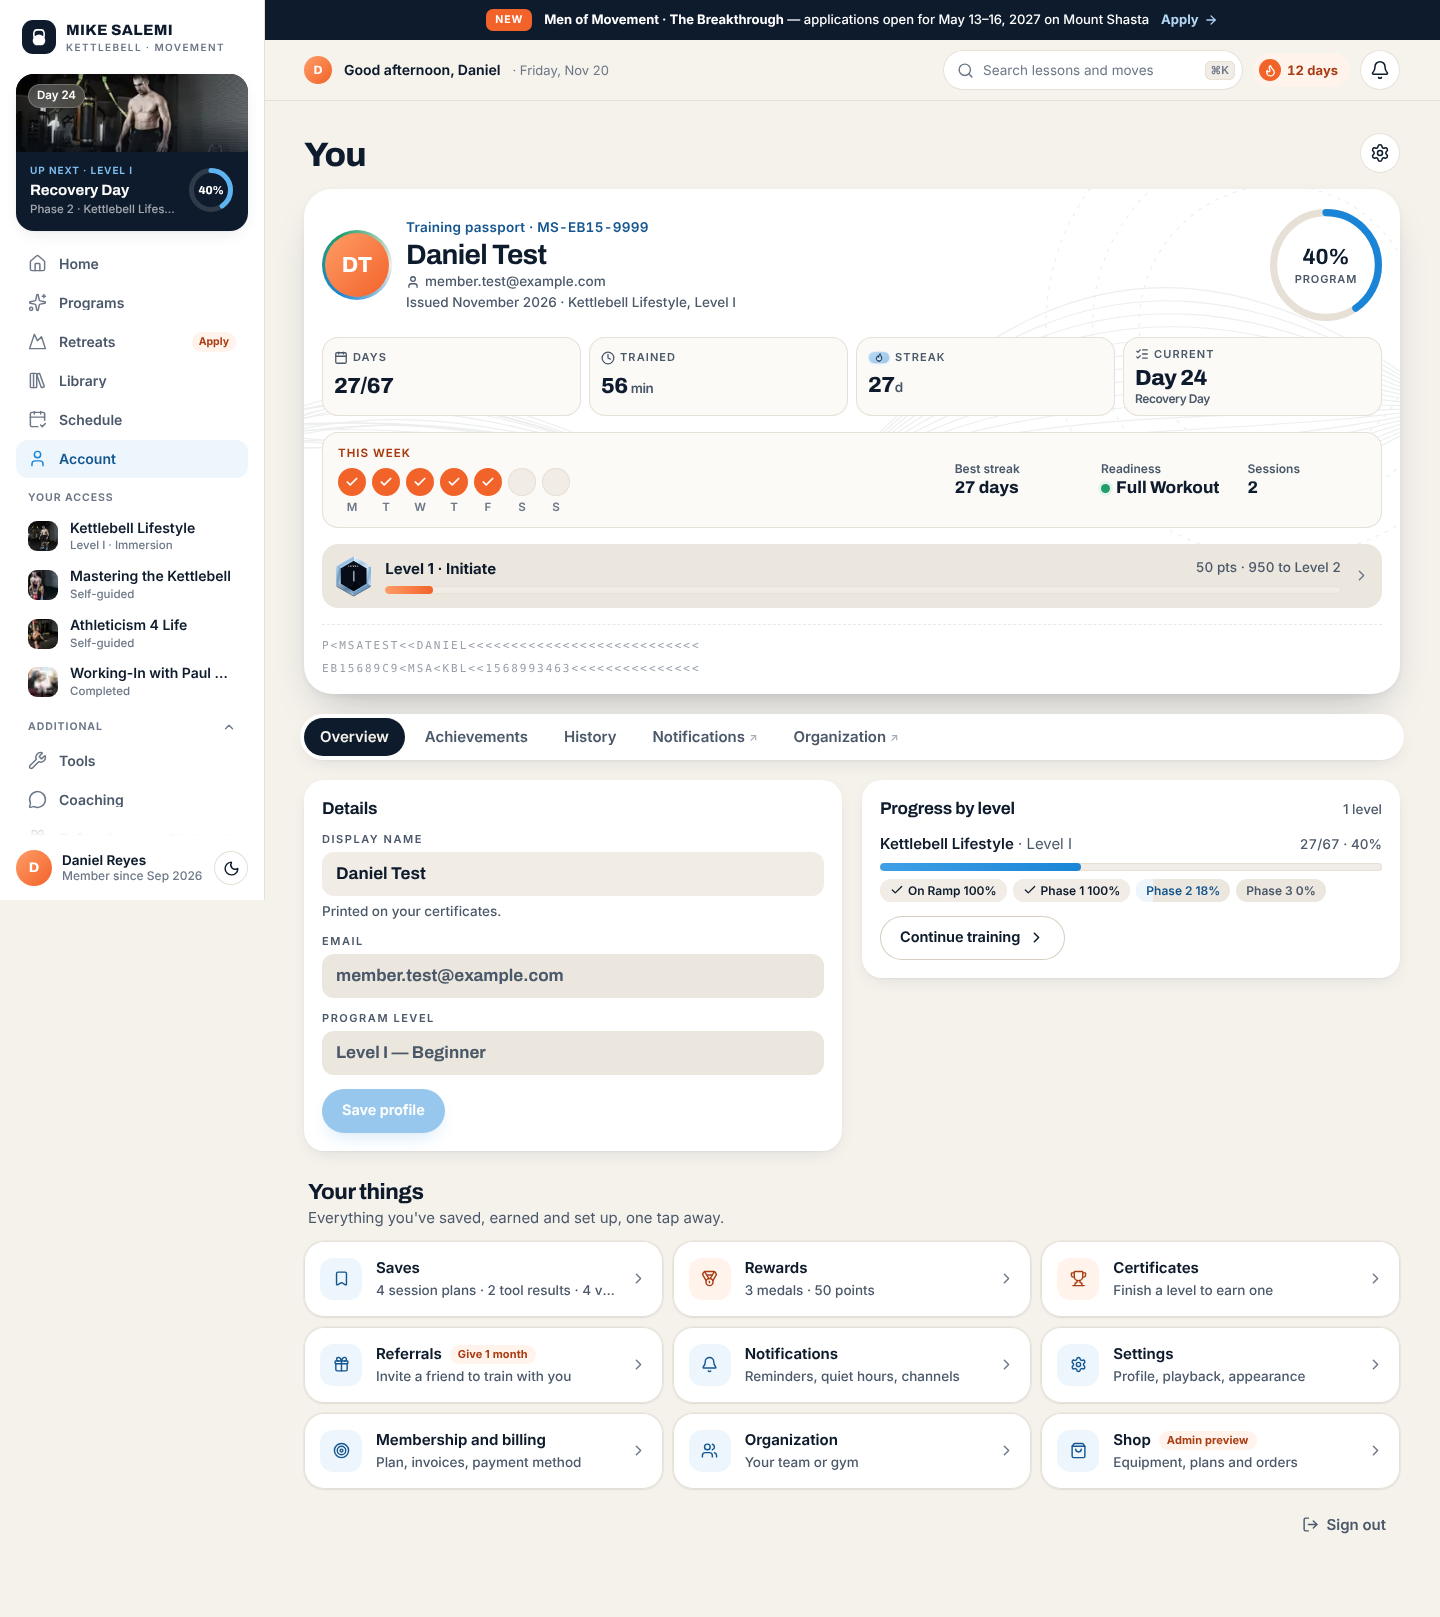 MIKE SALEMI
KETTLEBELL · MOVEMENT
Day 24
UP NEXT · LEVEL I
Recovery Day
Phase 2 · Kettlebell Lifes...
40%
Home
Programs
Retreats
Apply
Library
Schedule
Account
YOUR ACCESS
Kettlebell Lifestyle
Level I · Immersion
Mastering the Kettlebell
Self-guided
Athleticism 4 Life
Self-guided
Working-In with Paul ...
Completed
ADDITIONAL
Tools
Coaching
D
Daniel Reyes
Member since Sep 2026
NEW Men of Movement · The Breakthrough — applications open for May 13–16, 2027 on Mount Shasta Apply →
D
Good afternoon, Daniel · Friday, Nov 20
Search lessons and moves
⌘K
12 days
You
DT
Training passport · MS-EB15-9999
Daniel Test
member.test@example.com
Issued November 2026 · Kettlebell Lifestyle, Level I
40%
PROGRAM
DAYS
27/67
TRAINED
56 min
STREAK
27d
CURRENT
Day 24
Recovery Day
THIS WEEK
M T W T F S S
Best streak
27 days
Readiness
Full Workout
Sessions
2
Level 1 · Initiate
50 pts · 950 to Level 2
P<MSATEST<<DANIEL<<<<<<<<<<<<<<<<<<<<<<<<<<<
EB15689C9<MSA<KBL<<1568993463<<<<<<<<<<<<<<<
Overview
Achievements
History
Notifications ↗
Organization ↗
Details
DISPLAY NAME
Daniel Test
Printed on your certificates.
EMAIL
member.test@example.com
PROGRAM LEVEL
Level I — Beginner
Save profile
Progress by level
1 level
Kettlebell Lifestyle · Level I
27/67 · 40%
On Ramp 100%
Phase 1 100%
Phase 2 18%
Phase 3 0%
Continue training
Your things
Everything you've saved, earned and set up, one tap away.
Saves
4 session plans · 2 tool results · 4 v...
Rewards
3 medals · 50 points
Certificates
Finish a level to earn one
Referrals
Give 1 month
Invite a friend to train with you
Notifications
Reminders, quiet hours, channels
Settings
Profile, playback, appearance
Membership and billing
Plan, invoices, payment method
Organization
Your team or gym
Shop
Admin preview
Equipment, plans and orders
Sign out